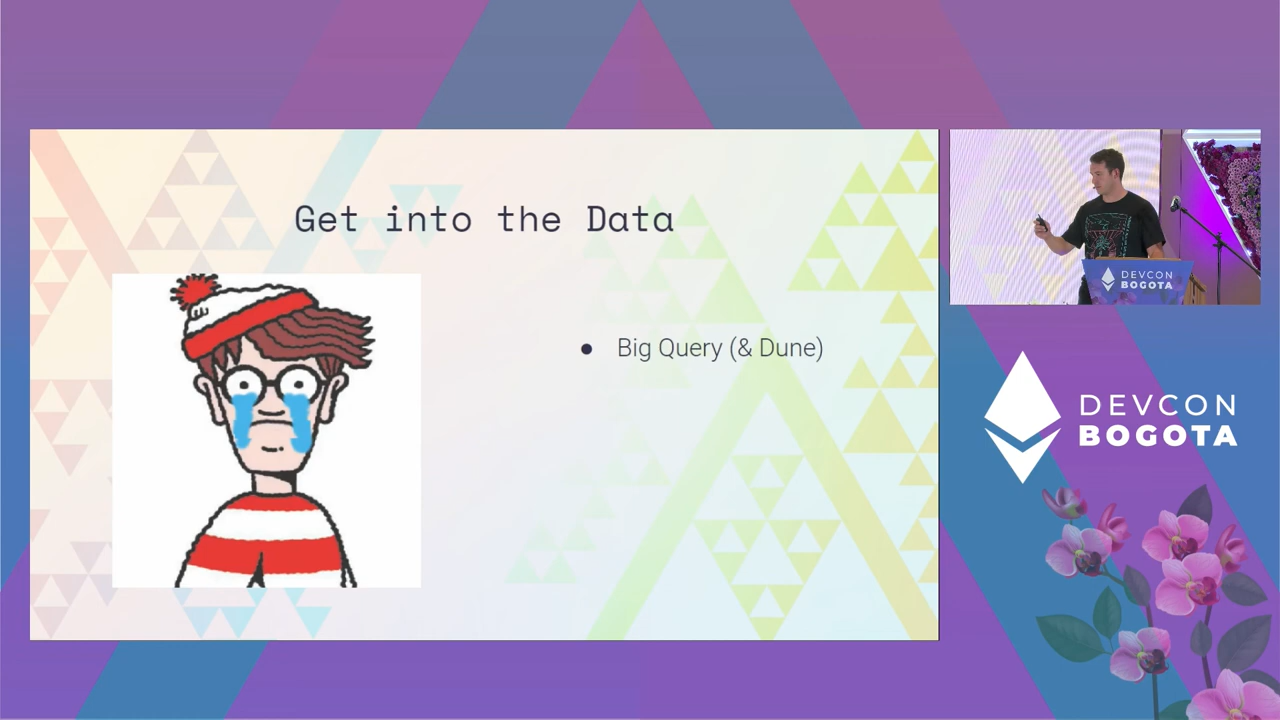 Get into the Data
● Big Query (& Dune)
DEVCON
BOGOTA
DEVCON
BOGOTA